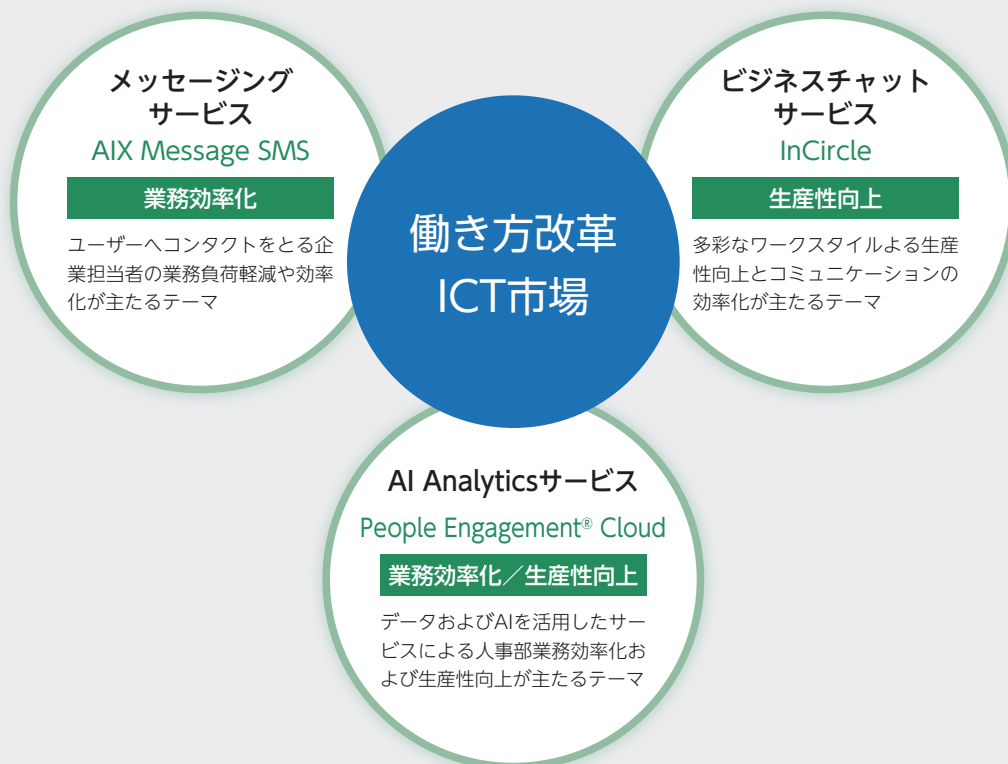 メッセージング
サービス
AIX Message SMS
業務効率化
ユーザーへコンタクトをとる企
業担当者の業務負荷軽減や効率
化が主たるテーマ
働き方改革
ICT市場
ビジネスチャット
サービス
InCircle
生産性向上
多彩なワークスタイルよる生産
性向上とコミュニケーションの
効率化が主たるテーマ
AI Analyticsサービス
People Engagement® Cloud
業務効率化／生産性向上
データおよびAIを活用したサー
ビスによる人事部業務効率化お
よび生産性向上が主たるテーマ